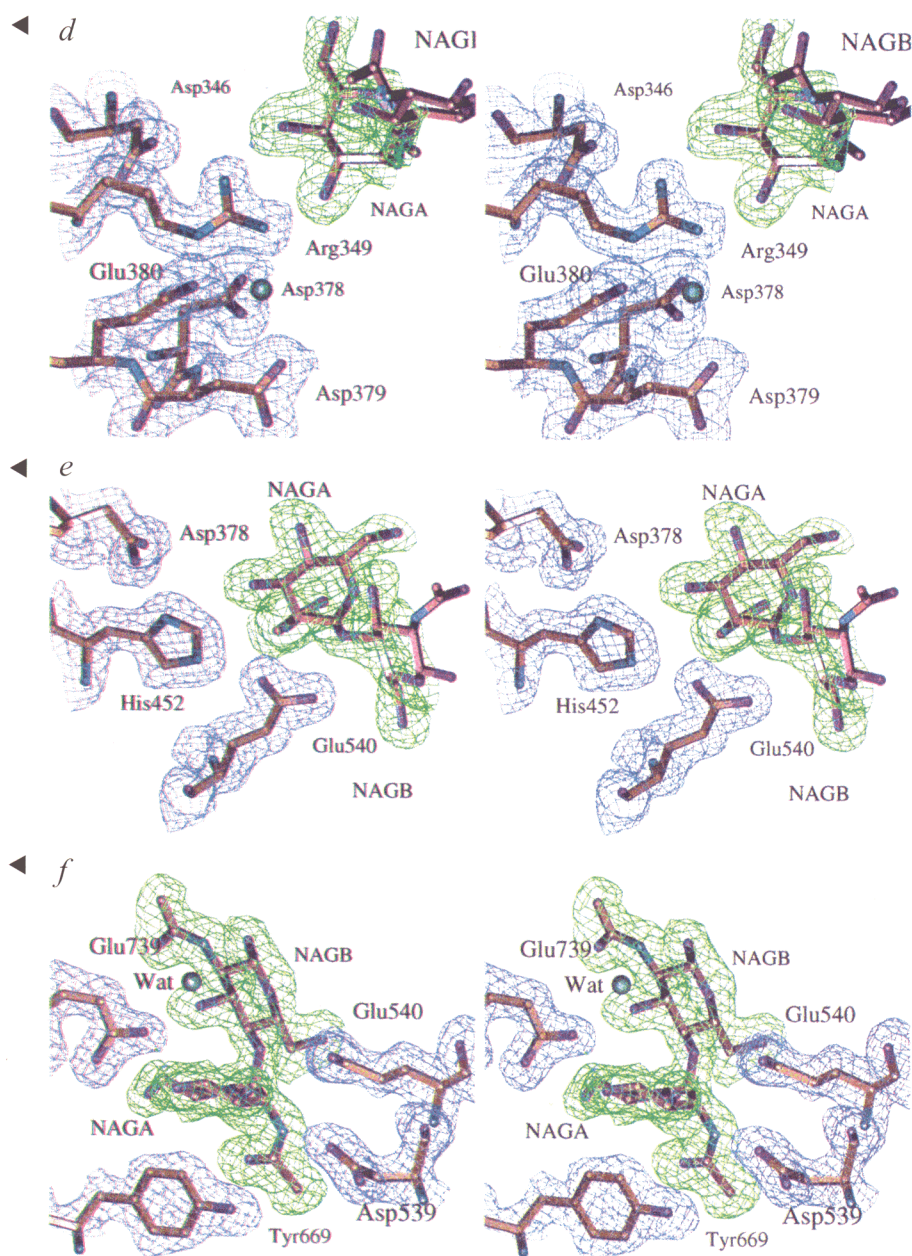 d
NAGI
NAGB
Asp346
Asp346
NAGA
NAGA
Arg349
Arg349
Glu380
Glu380
Asp378
Asp378
Asp379
Asp379
e
NAGA
NAGA
Asp378
Asp378
His452
His452
Glu540
Glu540
NAGB
NAGB
f
Glu739
Glu739
NAGB
NAGB
Wat
Wat
Glu540
Glu540
NAGA
NAGA
Asp539
Asp539
Tyr669
Tyr669